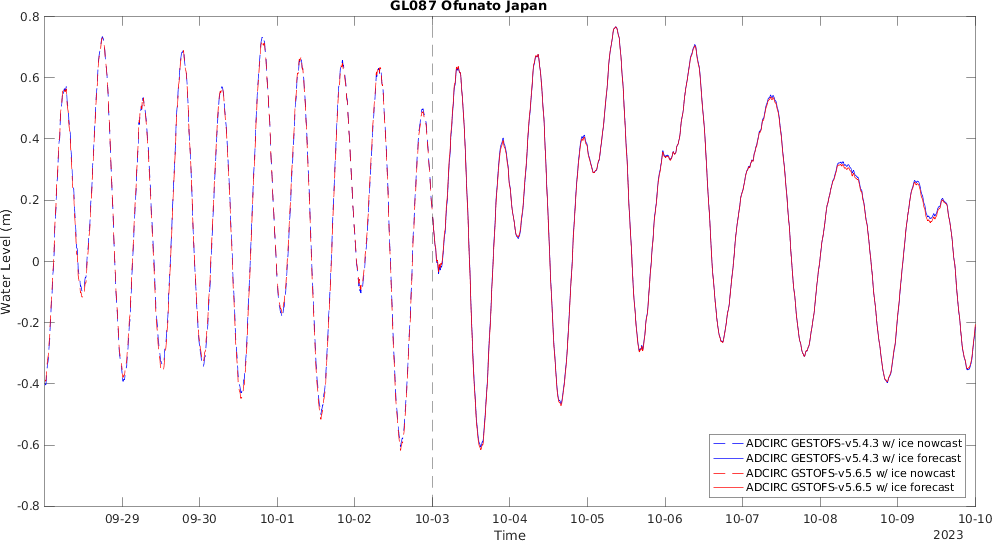 GL087 Ofunato Japan
0.8
0.6
0.4
0.2
0
-0.2
-0.4
-0.6
-0.8
Water Level (m)
09-29 09-30 10-01 10-02 10-03 10-04 10-05 10-06 10-07 10-08 10-09 10-10
Time
2023
ADCIRC GESTOFS-v5.4.3 w/ ice nowcast
ADCIRC GESTOFS-v5.4.3 w/ ice forecast
ADCIRC GSTOFS-v5.6.5 w/ ice nowcast
ADCIRC GSTOFS-v5.6.5 w/ ice forecast